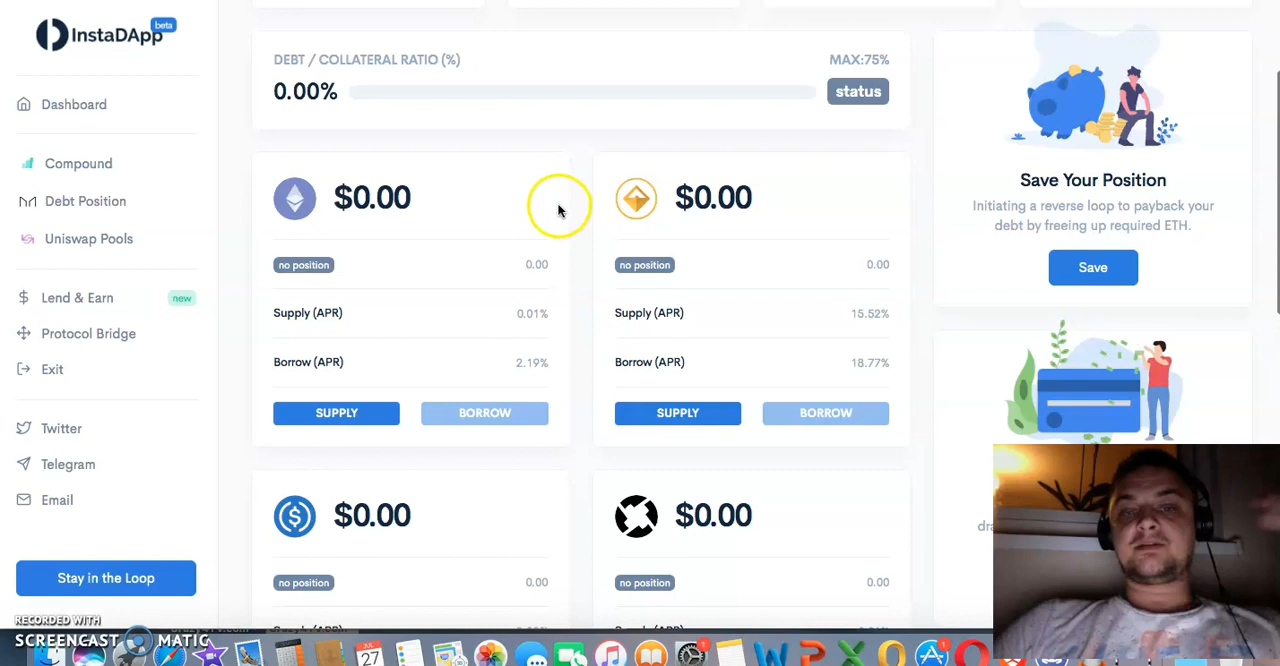 InstaDApp
beta
Dashboard
Compound
Debt Position
Uniswap Pools
Lend & Earn
new
Protocol Bridge
Exit
Twitter
Telegram
Email
Stay in the Loop
RECORDED WITH
SCREENCAST MATIC
DEBT / COLLATERAL RATIO (%)
MAX:75%
0.00%
status
$0.00
no position
0.00
Supply (APR)
0.01%
Borrow (APR)
2.19%
SUPPLY
BORROW
$0.00
no position
0.00
Supply (APR)
15.52%
Borrow (APR)
18.77%
SUPPLY
BORROW
$0.00
no position
0.00
$0.00
no position
0.00
Save Your Position
Initiating a reverse loop to payback your
debt by freeing up required ETH.
Save
JUL
27